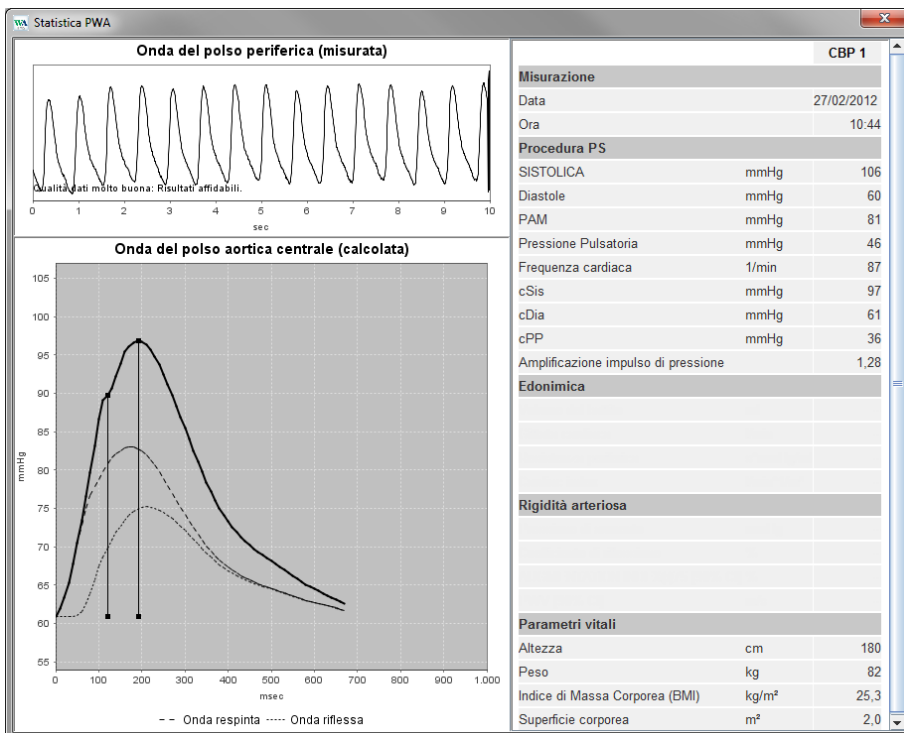 WA Statistica PWA
Onda del polso periferica (misurata)
Qualità dati molto buona: Risultati affidabili.
0 1 2 3 4 5 6 7 8 9 10
sec
Onda del polso aortica centrale (calcolata)
105
100
95
90
85
80
75
70
65
60
55
mmHg
0 100 200 300 400 500 600 700 800 900 1.000
msec
Onda respinta Onda riflessa
CBP 1
Misurazione
Data 27/02/2012
Ora 10:44
Procedura PS
SISTOLICA mmHg 106
Diastole mmHg 60
PAM mmHg 81
Pressione Pulsatoria mmHg 46
Frequenza cardiaca 1/min 87
cSis mmHg 97
cDia mmHg 61
cPP mmHg 36
Amplificazione impulso di pressione 1,28
Edonimica
Rigidità arteriosa
Parametri vitali
Altezza cm 180
Peso kg 82
Indice di Massa Corporea (BMI) kg/m² 25,3
Superficie corporea m² 2,0